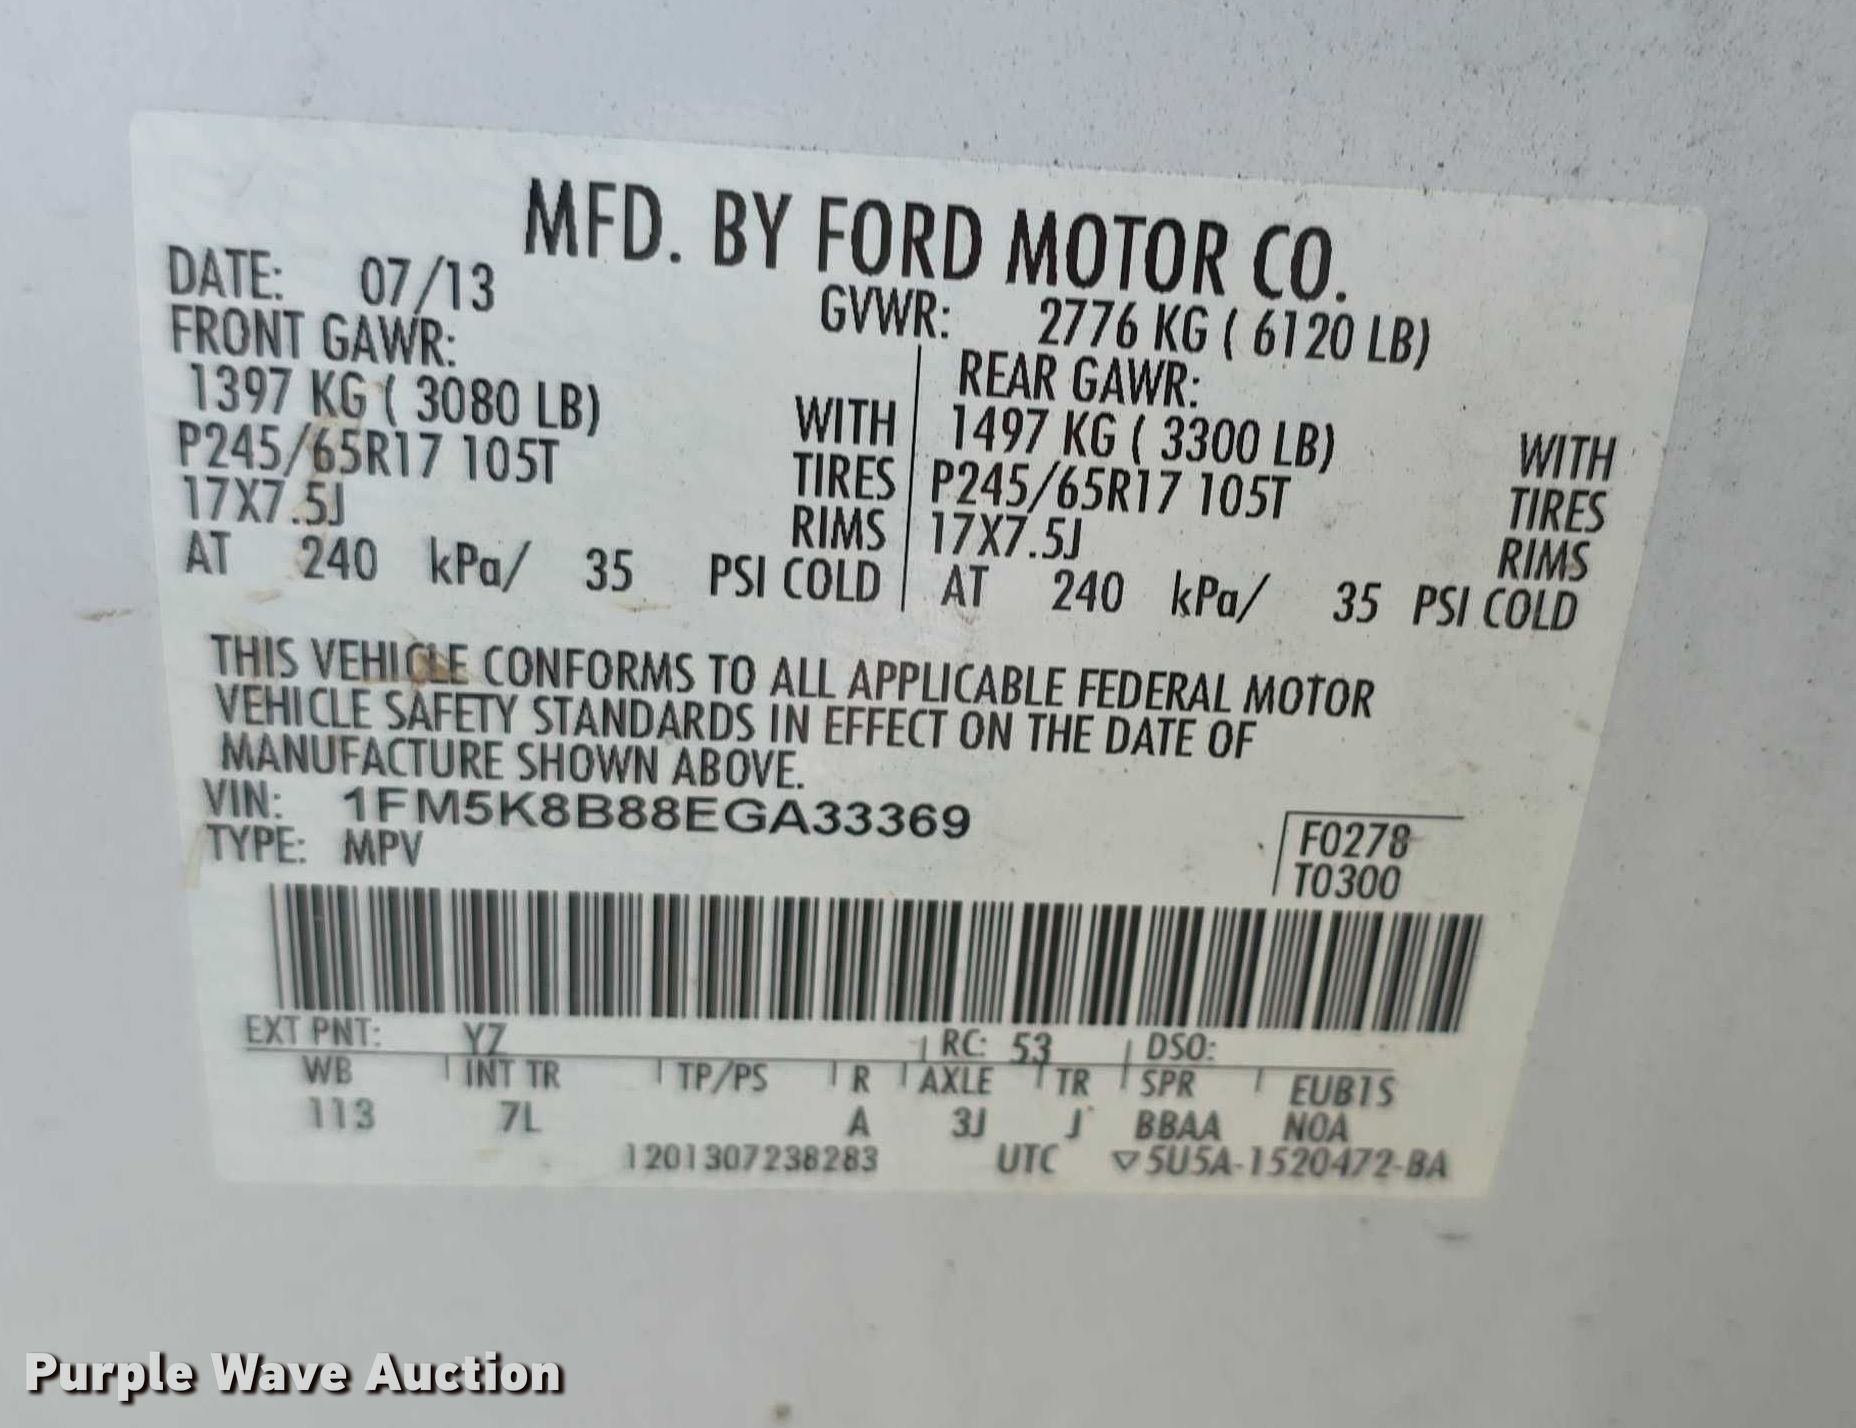 MFD. BY FORD MOTOR CO.
DATE: 07/13 GVWR: 2776 KG ( 6120 LB)
FRONT GAWR: REAR GAWR:
1397 KG ( 3080 LB) WITH 1497 KG ( 3300 LB) WITH
P245/65R17 105T TIRES P245/65R17 105T TIRES
17X7.5J RIMS 17X7.5J RIMS
AT 240 kPa/ 35 PSI COLD AT 240 kPa/ 35 PSI COLD
THIS VEHICLE CONFORMS TO ALL APPLICABLE FEDERAL MOTOR
VEHICLE SAFETY STANDARDS IN EFFECT ON THE DATE OF
MANUFACTURE SHOWN ABOVE.
VIN: 1FM5K8B88EGA33369
TYPE: MPV
F0278
T0300
EXT PNT: YZ RC: 53 DSO:
WB INT TR TP/PS R AXLE TR SPR EUB1S
113 7L A 3J J BBAA NOA
1201307238283 UTC ▽5U5A-1520472-BA
Purple Wave Auction